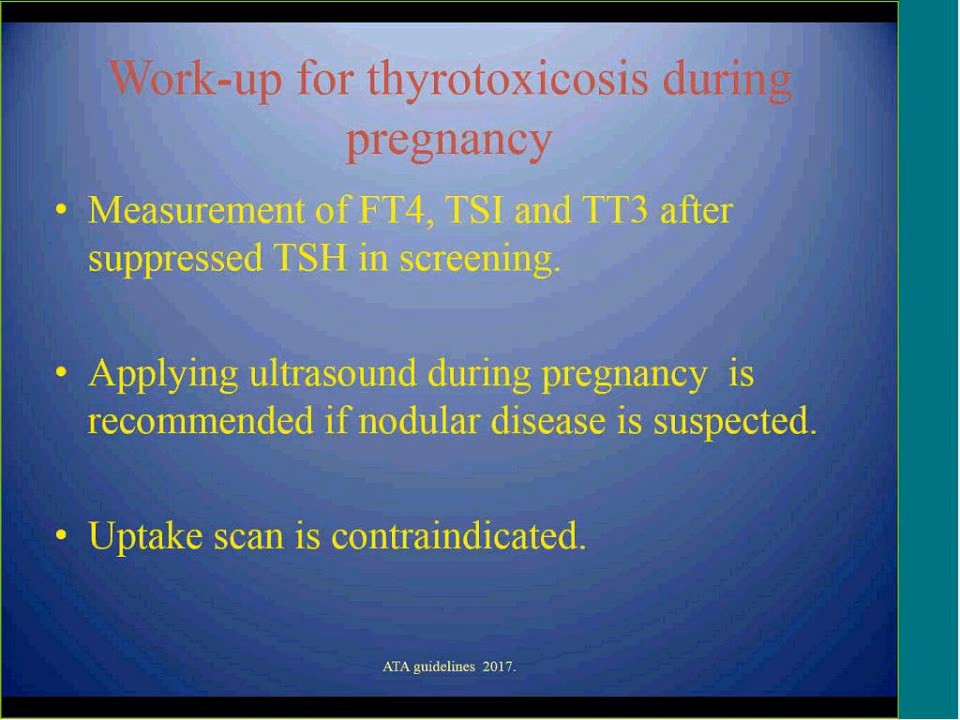 Work-up for thyrotoxicosis during
pregnancy
• Measurement of FT4, TSI and TT3 after
suppressed TSH in screening.
• Applying ultrasound during pregnancy is
recommended if nodular disease is suspected.
• Uptake scan is contraindicated.
ATA guidelines 2017.